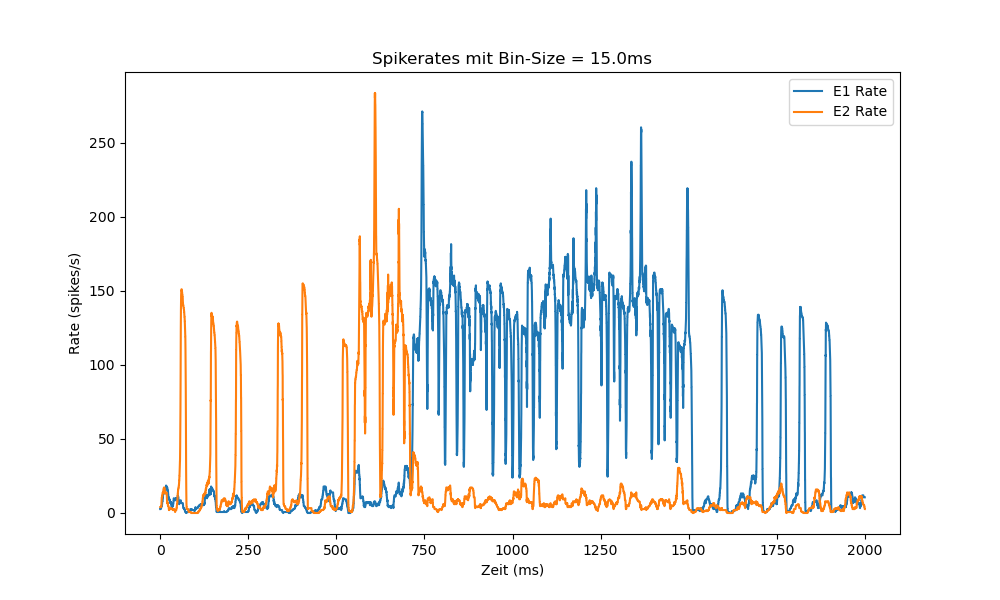 Spikerates mit Bin-Size = 15.0ms
E1 Rate
E2 Rate
Rate (spikes/s)
250
200
150
100
50
0
0 250 500 750 1000 1250 1500 1750 2000
Zeit (ms)